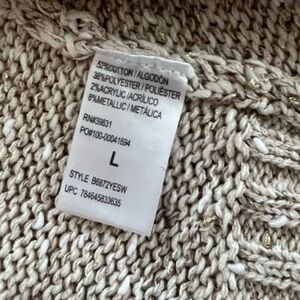 52%COTTON/ALGODON
38%POLYESTER/POLIÉSTER
2%ACRYLIC/ACRÍLICO
8%METALLIC/METÁLICA
RN#39831
PO#100-00041694
L
STYLE B6872YESW
UPC 784645833635